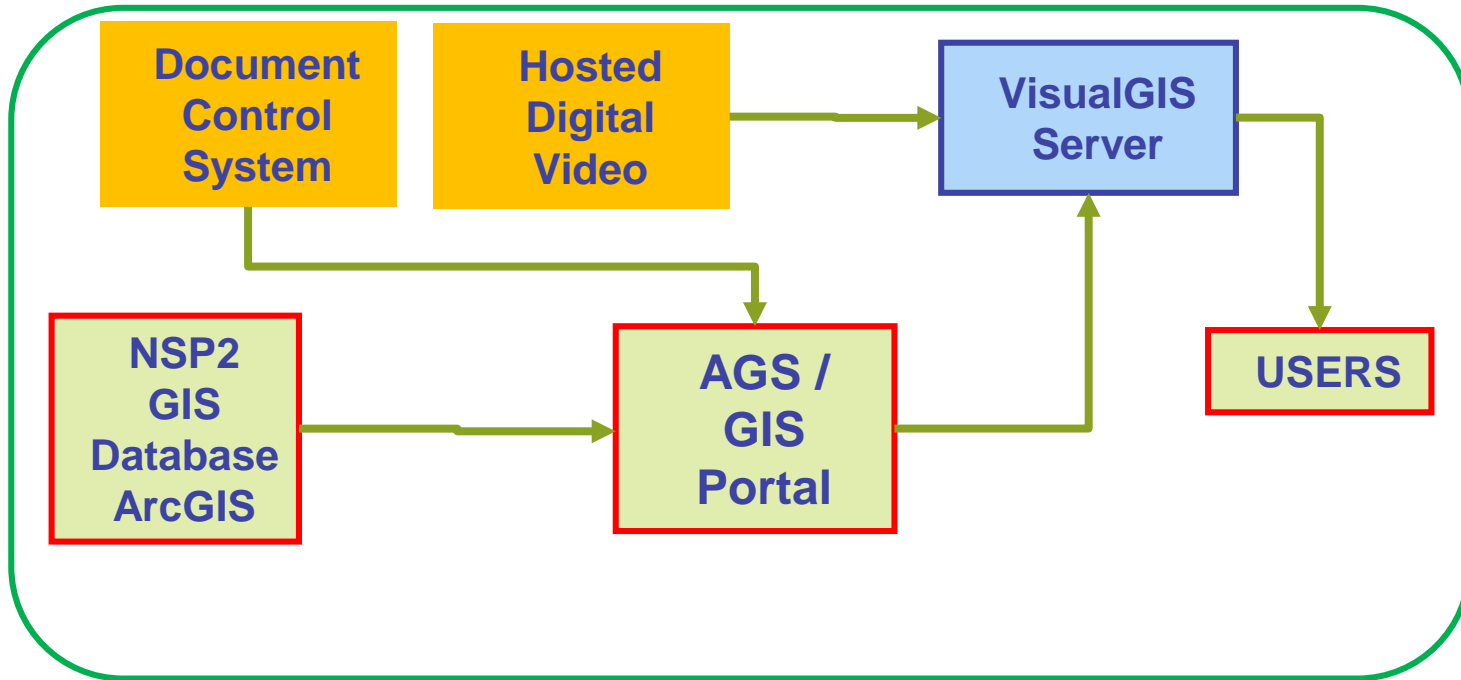 Document
Control
System
Hosted
Digital
Video
VisualGIS
Server
NSP2
GIS
Database
ArcGIS
AGS /
GIS
Portal
USERS